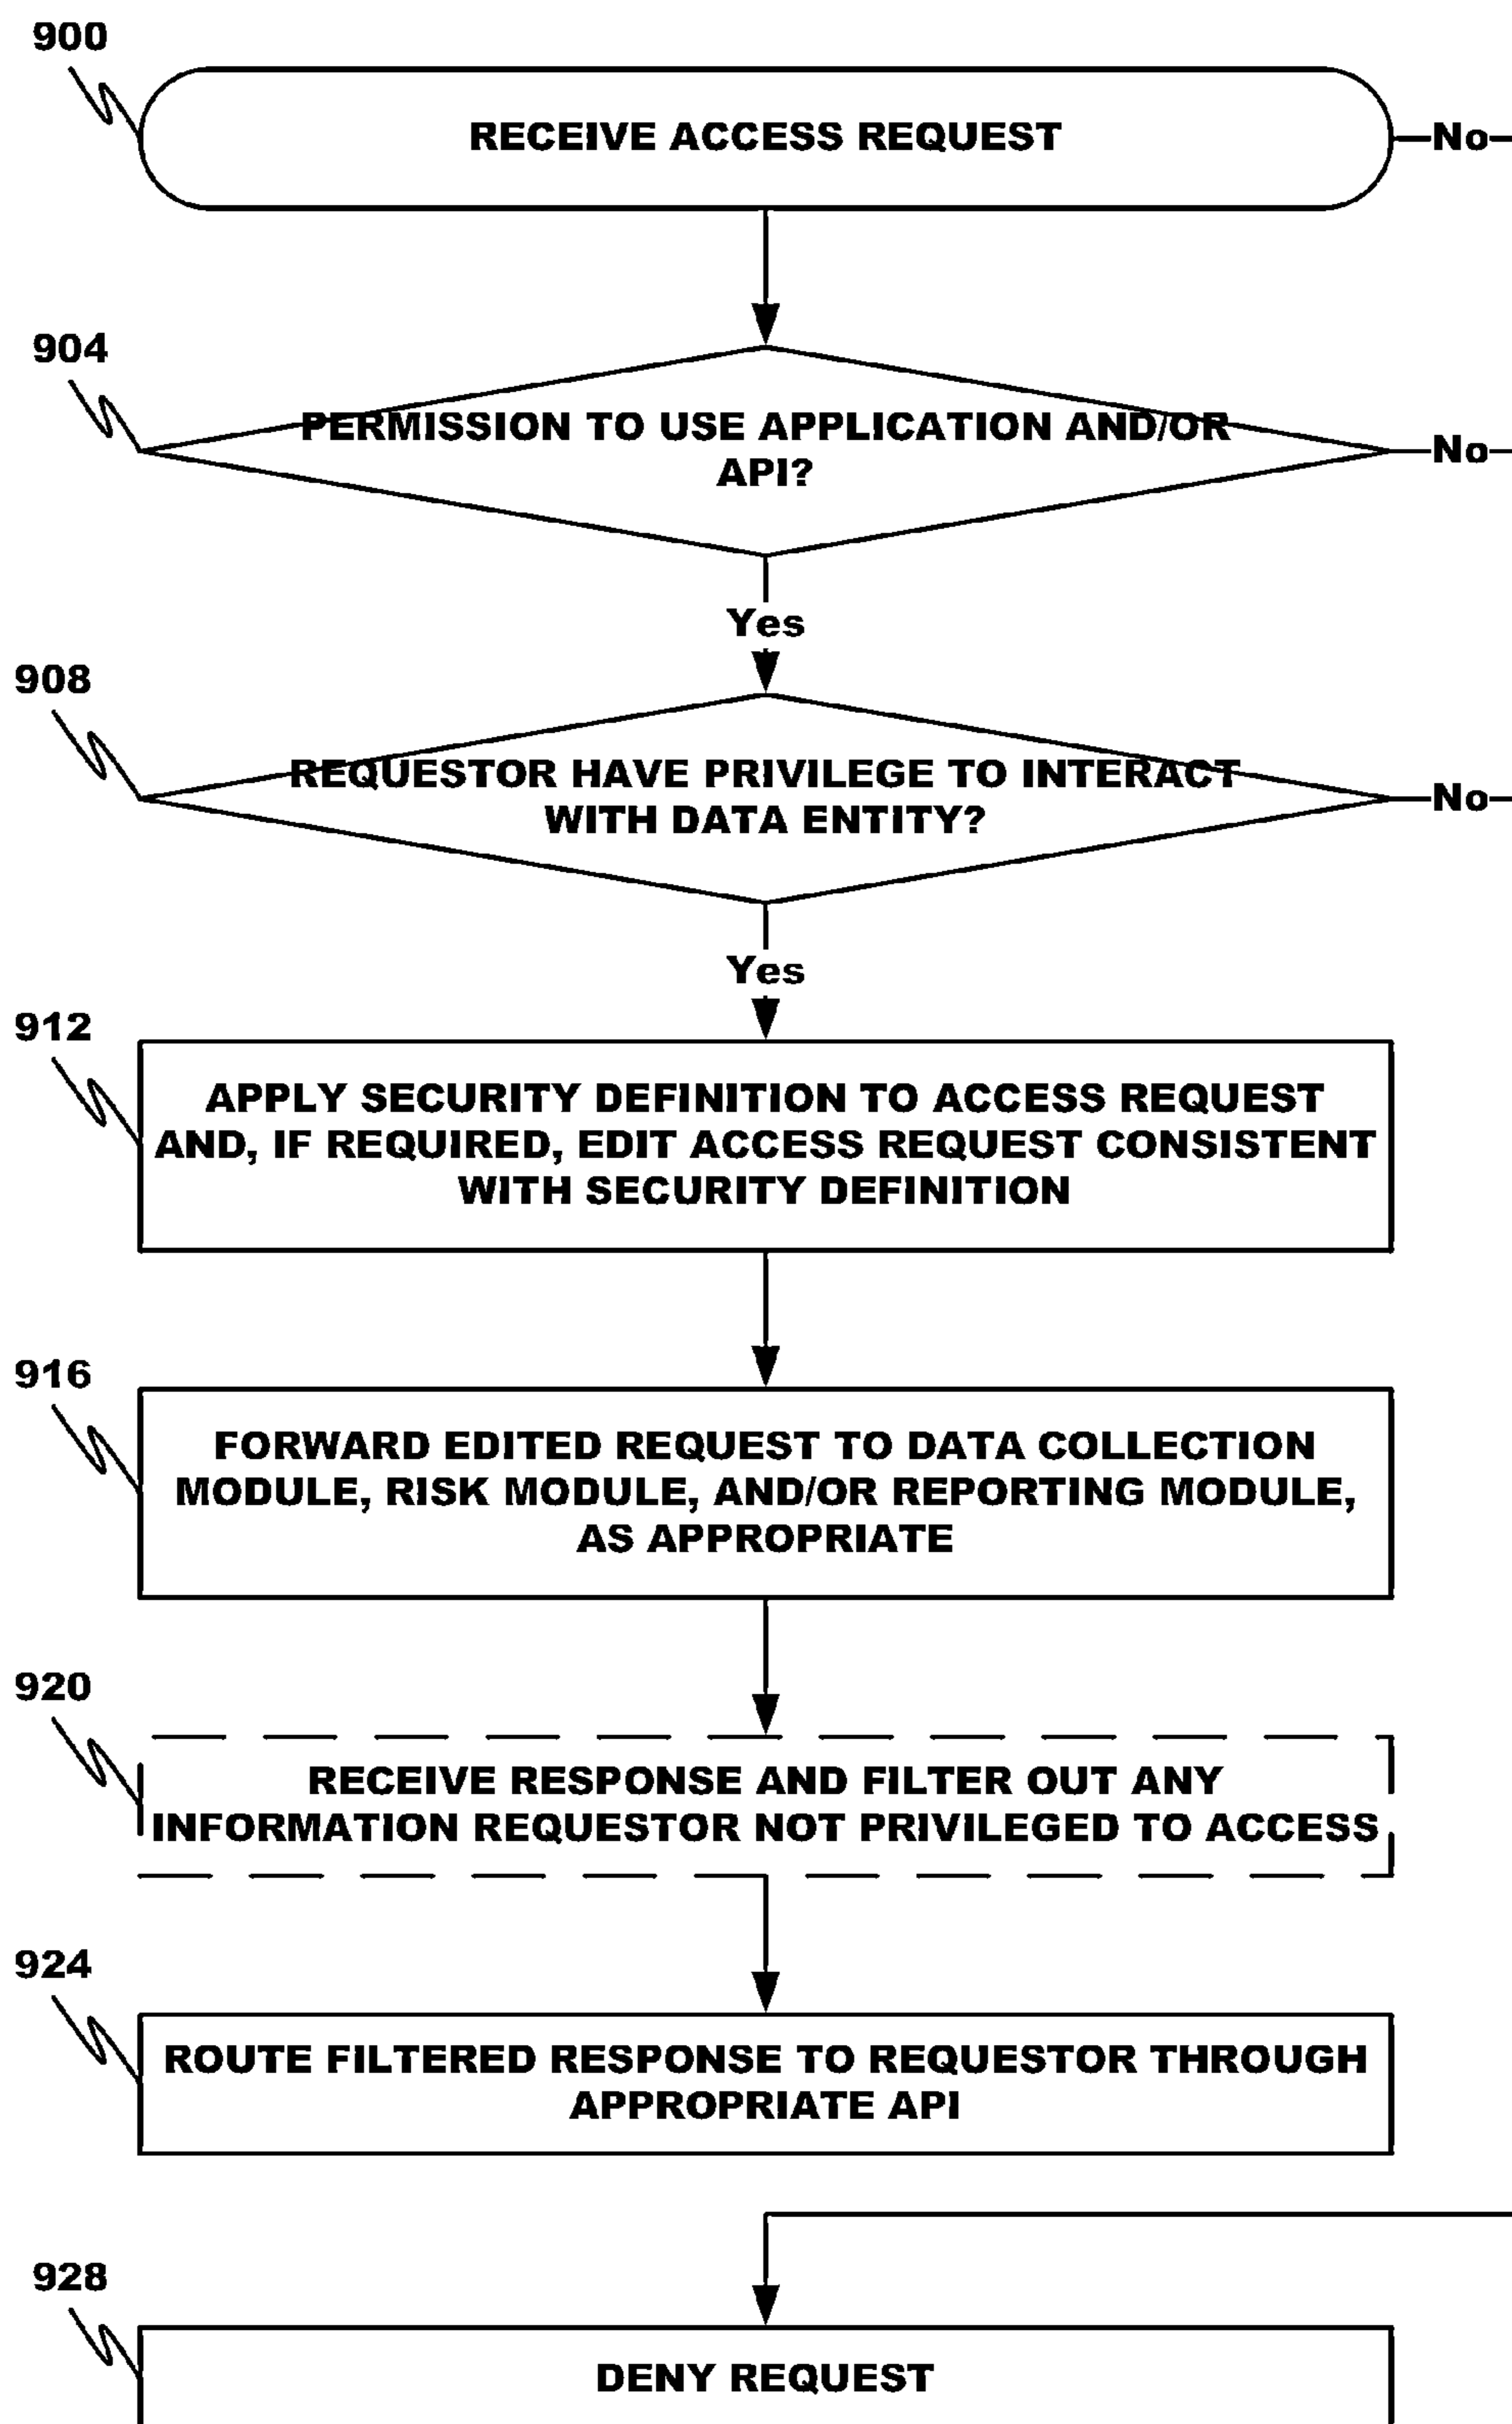 900
RECEIVE ACCESS REQUEST
No
904
PERMISSION TO USE APPLICATION AND/OR
API?
No
Yes
908
REQUESTOR HAVE PRIVILEGE TO INTERACT
WITH DATA ENTITY?
No
Yes
912
APPLY SECURITY DEFINITION TO ACCESS REQUEST
AND, IF REQUIRED, EDIT ACCESS REQUEST CONSISTENT
WITH SECURITY DEFINITION
916
FORWARD EDITED REQUEST TO DATA COLLECTION
MODULE, RISK MODULE, AND/OR REPORTING MODULE,
AS APPROPRIATE
920
RECEIVE RESPONSE AND FILTER OUT ANY
INFORMATION REQUESTOR NOT PRIVILEGED TO ACCESS
924
ROUTE FILTERED RESPONSE TO REQUESTOR THROUGH
APPROPRIATE API
928
DENY REQUEST